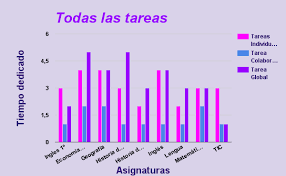 Todas las tareas
Tiempo dedicado
6
4,5
3
1,5
0
Ingles 1º
Economía...
Geografía
Historia d...
Historia d...
Inglés
Lengua
Matemáti...
TIC
Asignaturas
Tareas
Individu...
Tarea
Colabor...
Tarea
Global